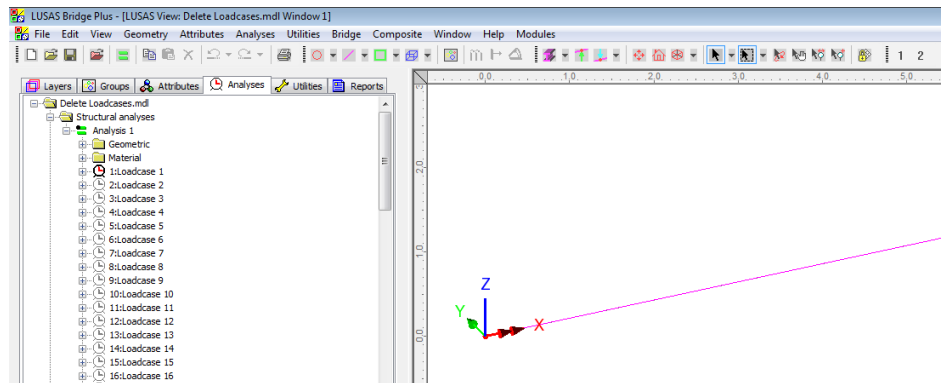 LUSAS Bridge Plus - [LUSAS View: Delete Loadcases.mdl Window 1]
File Edit View Geometry Attributes Analyses Utilities Bridge Composite Window Help Modules
1 2
Layers Groups Attributes Analyses Utilities Reports
0.0 1.0 2.0 3.0 4.0 5.0
Delete Loadcases.mdl
Structural analyses
Analysis 1
Geometric
Material
1:Loadcase 1
2:Loadcase 2
3:Loadcase 3
4:Loadcase 4
5:Loadcase 5
6:Loadcase 6
7:Loadcase 7
8:Loadcase 8
9:Loadcase 9
10:Loadcase 10
11:Loadcase 11
12:Loadcase 12
13:Loadcase 13
14:Loadcase 14
15:Loadcase 15
16:Loadcase 16
2.0
1.0
0.0
Z
Y
X